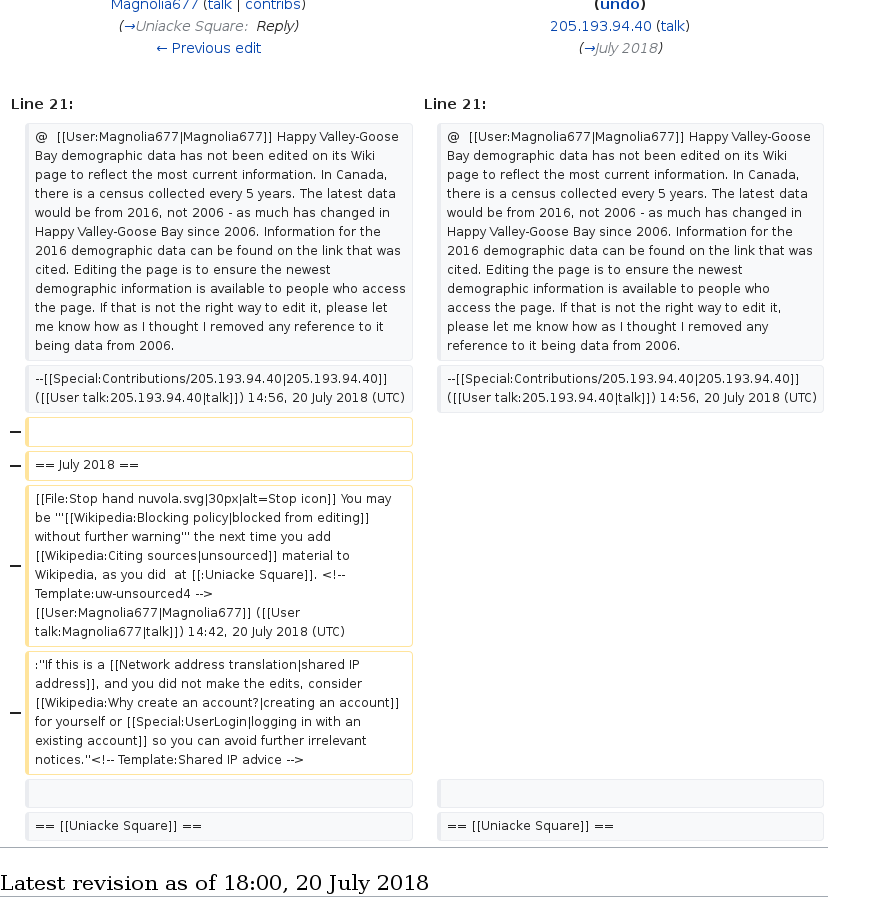 Magnolia677 (talk | contribs)
(→Uniacke Square: Reply)
← Previous edit
(undo)
205.193.94.40 (talk)
(→July 2018)
Line 21:
Line 21:
@ [[User:Magnolia677|Magnolia677]] Happy Valley-Goose
Bay demographic data has not been edited on its Wiki
page to reflect the most current information. In Canada,
there is a census collected every 5 years. The latest data
would be from 2016, not 2006 - as much has changed in
Happy Valley-Goose Bay since 2006. Information for the
2016 demographic data can be found on the link that was
cited. Editing the page is to ensure the newest
demographic information is available to people who access
the page. If that is not the right way to edit it, please let
me know how as I thought I removed any reference to it
being data from 2006.
@ [[User:Magnolia677|Magnolia677]] Happy Valley-Goose
Bay demographic data has not been edited on its Wiki
page to reflect the most current information. In Canada,
there is a census collected every 5 years. The latest data
would be from 2016, not 2006 - as much has changed in
Happy Valley-Goose Bay since 2006. Information for the
2016 demographic data can be found on the link that was
cited. Editing the page is to ensure the newest
demographic information is available to people who
access the page. If that is not the right way to edit it,
please let me know how as I thought I removed any
reference to it being data from 2006.
--[[Special:Contributions/205.193.94.40|205.193.94.40]]
([[User talk:205.193.94.40|talk]]) 14:56, 20 July 2018 (UTC)
--[[Special:Contributions/205.193.94.40|205.193.94.40]]
([[User talk:205.193.94.40|talk]]) 14:56, 20 July 2018 (UTC)
−
− == July 2018 ==
[[File:Stop hand nuvola.svg|30px|alt=Stop icon]] You may
be '''[[Wikipedia:Blocking policy|blocked from editing]]
without further warning''' the next time you add
[[Wikipedia:Citing sources|unsourced]] material to
− Wikipedia, as you did  at [[:Uniacke Square]]. <!--
Template:uw-unsourced4 -->
[[User:Magnolia677|Magnolia677]] ([[User
talk:Magnolia677|talk]]) 14:42, 20 July 2018 (UTC)
:''If this is a [[Network address translation|shared IP
address]], and you did not make the edits, consider
[[Wikipedia:Why create an account?|creating an account]]
− for yourself or [[Special:UserLogin|logging in with an
existing account]] so you can avoid further irrelevant
notices.''<!-- Template:Shared IP advice -->
== [[Uniacke Square]] ==
== [[Uniacke Square]] ==
Latest revision as of 18:00, 20 July 2018